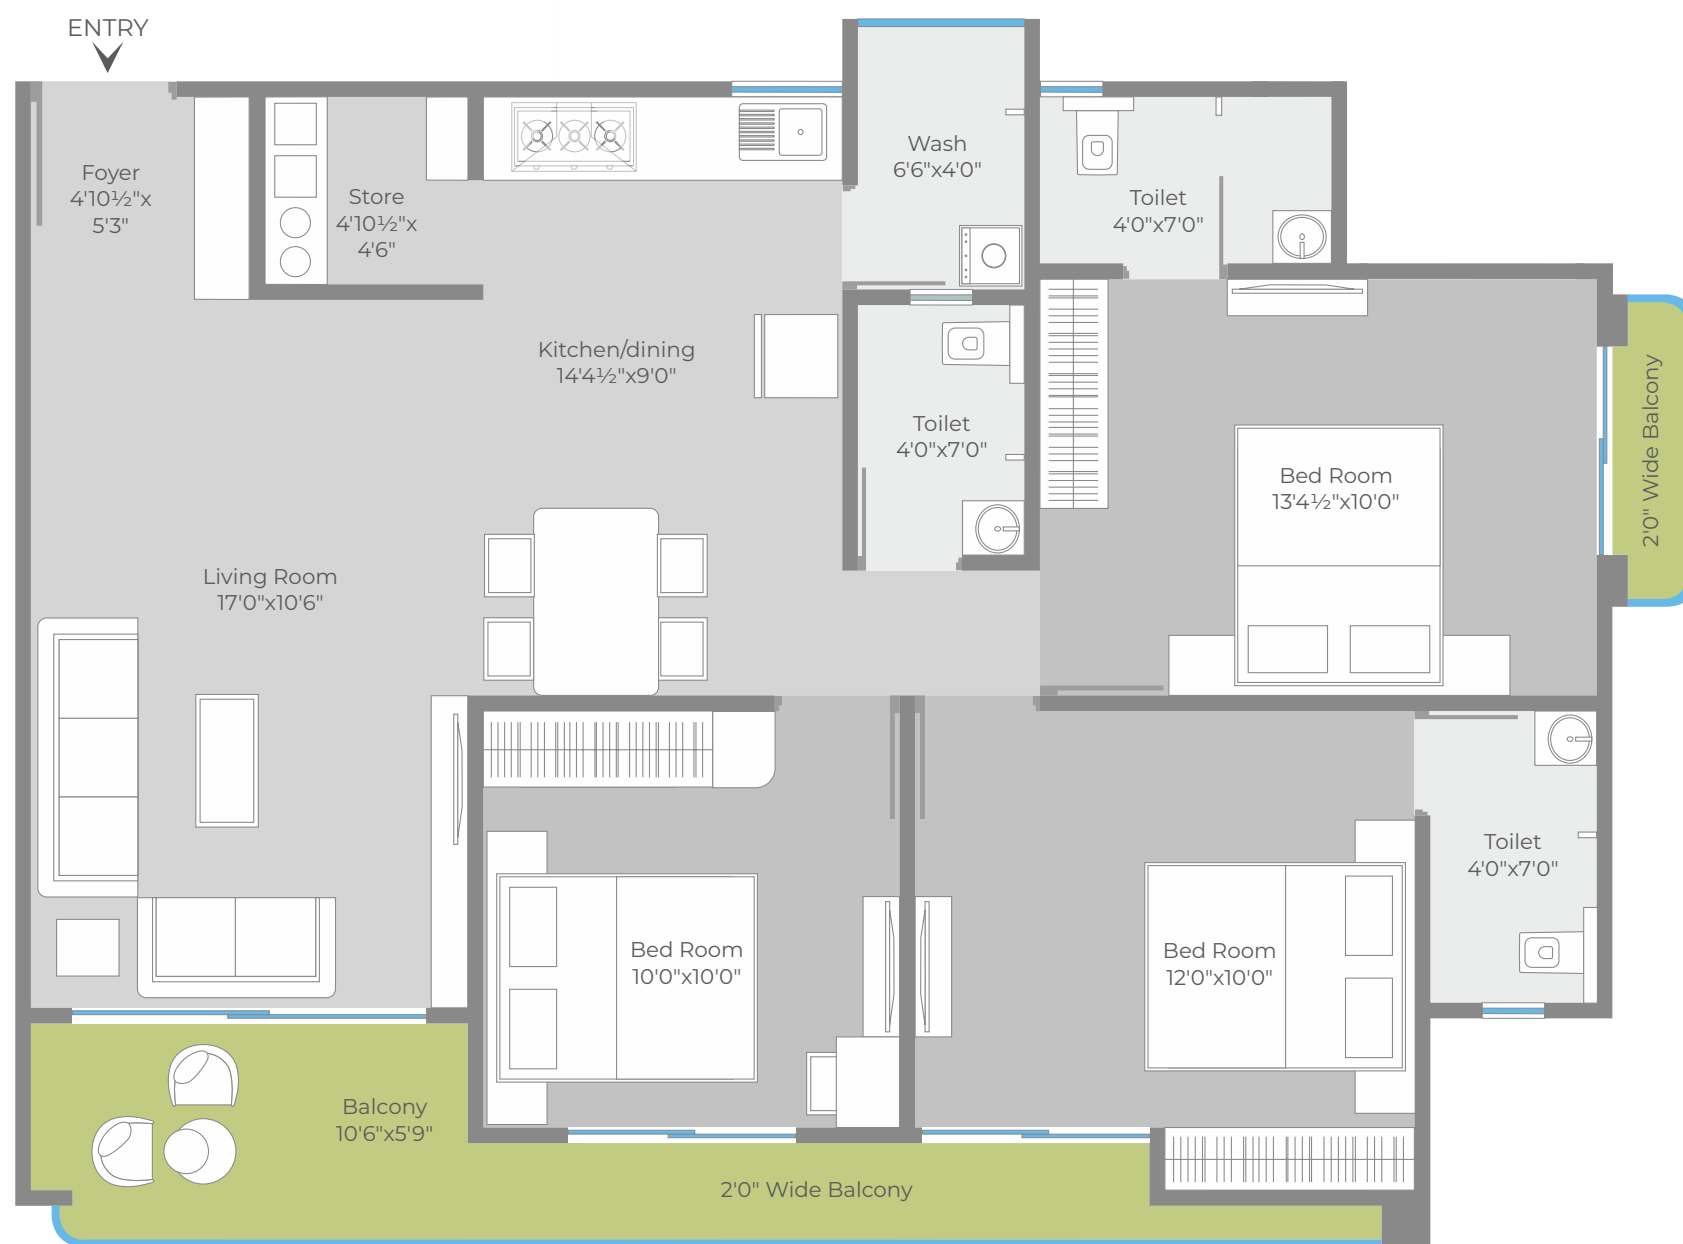 ENTRY
Foyer
4'10½"x
5'3"
Store
4'10½"x
4'6"
Wash
6'6"x4'0"
Toilet
4'0"x7'0"
Kitchen/dining
14'4½"x9'0"
Toilet
4'0"x7'0"
Bed Room
13'4½"x10'0"
2'0" Wide Balcony
Living Room
17'0"x10'6"
Toilet
4'0"x7'0"
Bed Room
10'0"x10'0"
Bed Room
12'0"x10'0"
Balcony
10'6"x5'9"
2'0" Wide Balcony